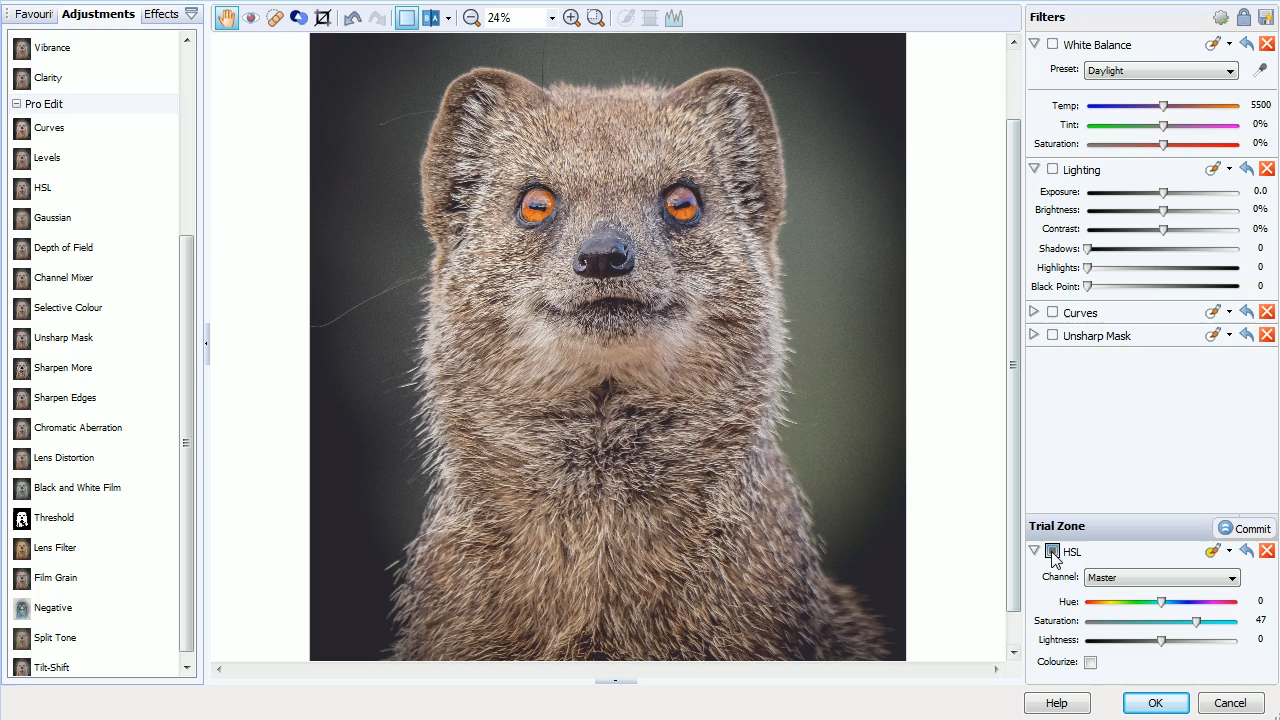 Favouri
Adjustments
Effects
24%
Filters
Vibrance
Clarity
Pro Edit
Curves
Levels
HSL
Gaussian
Depth of Field
Channel Mixer
Selective Colour
Unsharp Mask
Sharpen More
Sharpen Edges
Chromatic Aberration
Lens Distortion
Black and White Film
Threshold
Lens Filter
Film Grain
Negative
Split Tone
Tilt-Shift
White Balance
Preset: Daylight
Temp: 5500
Tint: 0%
Saturation: 0%
Lighting
Exposure: 0.0
Brightness: 0%
Contrast: 0%
Shadows: 0
Highlights: 0
Black Point: 0
Curves
Unsharp Mask
Trial Zone
Commit
HSL
Channel: Master
Hue: 0
Saturation: 47
Lightness: 0
Colourize:
Help
OK
Cancel